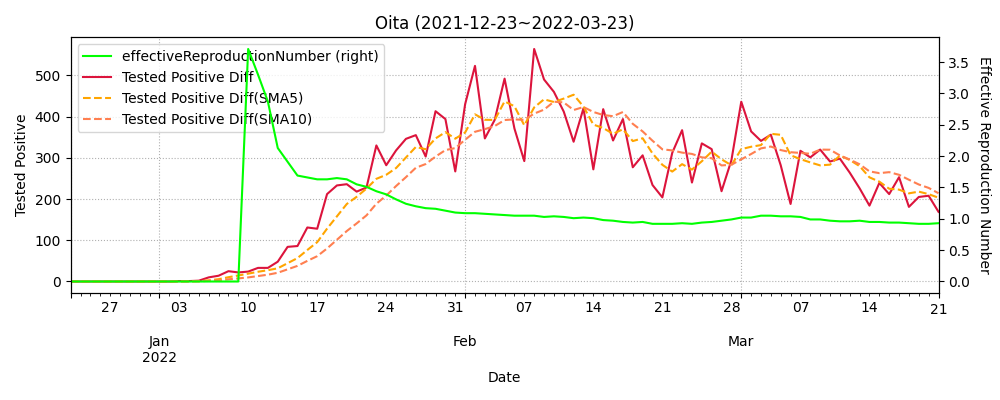 Oita (2021-12-23~2022-03-23)
effectiveReproductionNumber (right)
Tested Positive Diff
Tested Positive Diff(SMA5)
Tested Positive Diff(SMA10)
Tested Positive
500
400
300
200
100
0
Effective Reproduction Number
3.5
3.0
2.5
2.0
1.5
1.0
0.5
0.0
27 03 10 17 24 31 07 14 21 28 07 14 21
Jan Feb Mar
2022
Date